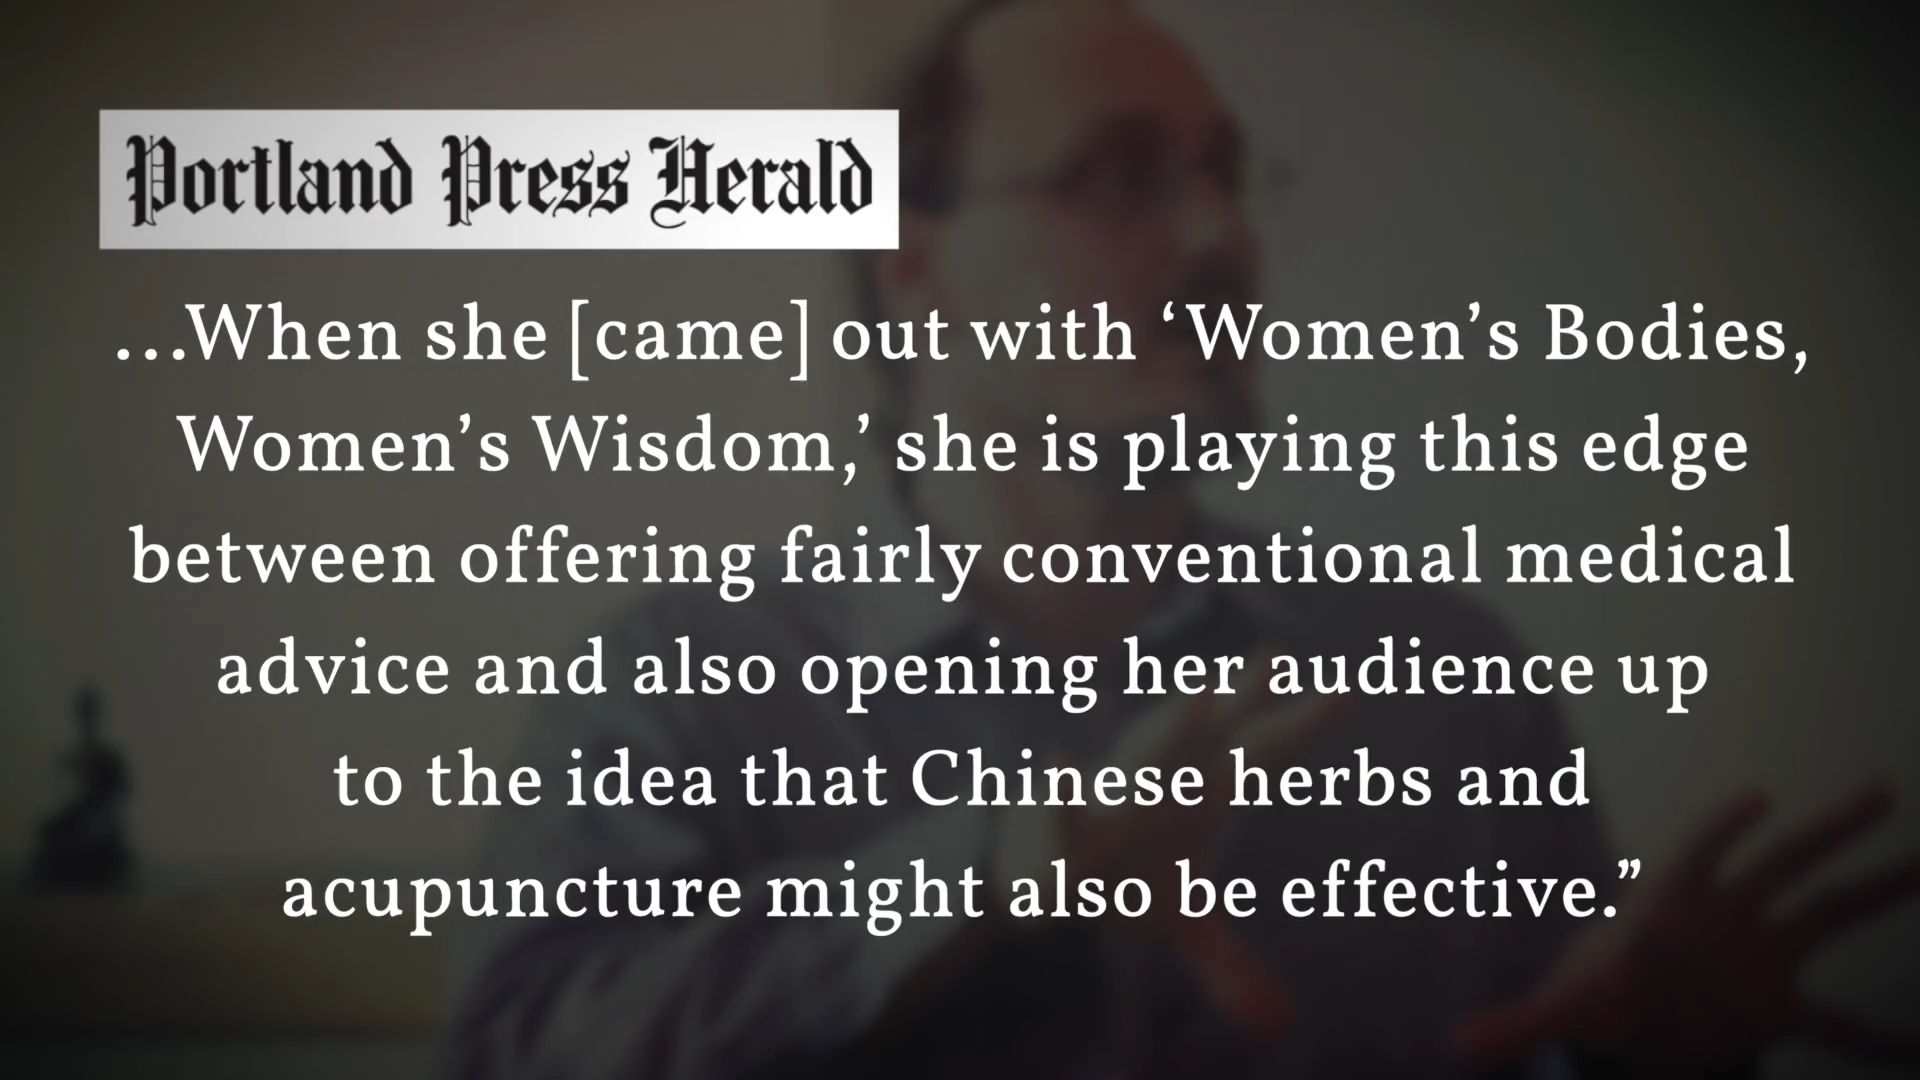 Portland Press Herald
...When she [came] out with ‘Women’s Bodies,
Women’s Wisdom,’ she is playing this edge
between offering fairly conventional medical
advice and also opening her audience up
to the idea that Chinese herbs and
acupuncture might also be effective.”